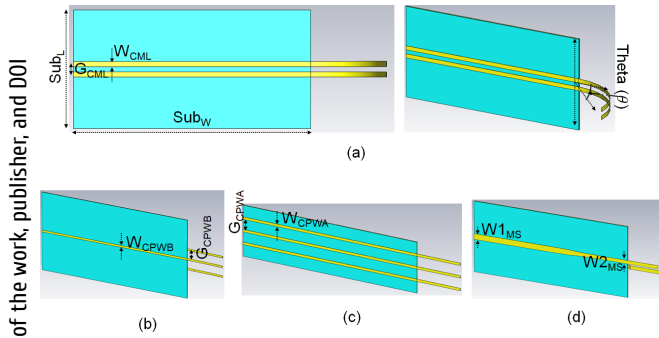 of the work, publisher, and DOI
Sub_L
G_CML
W_CML
Sub_W
Theta (θ)
(a)
W_CPWB
G_CPWB
G_CPWA
W_CPWA
W1_MS
W2_MS
(b)
(c)
(d)